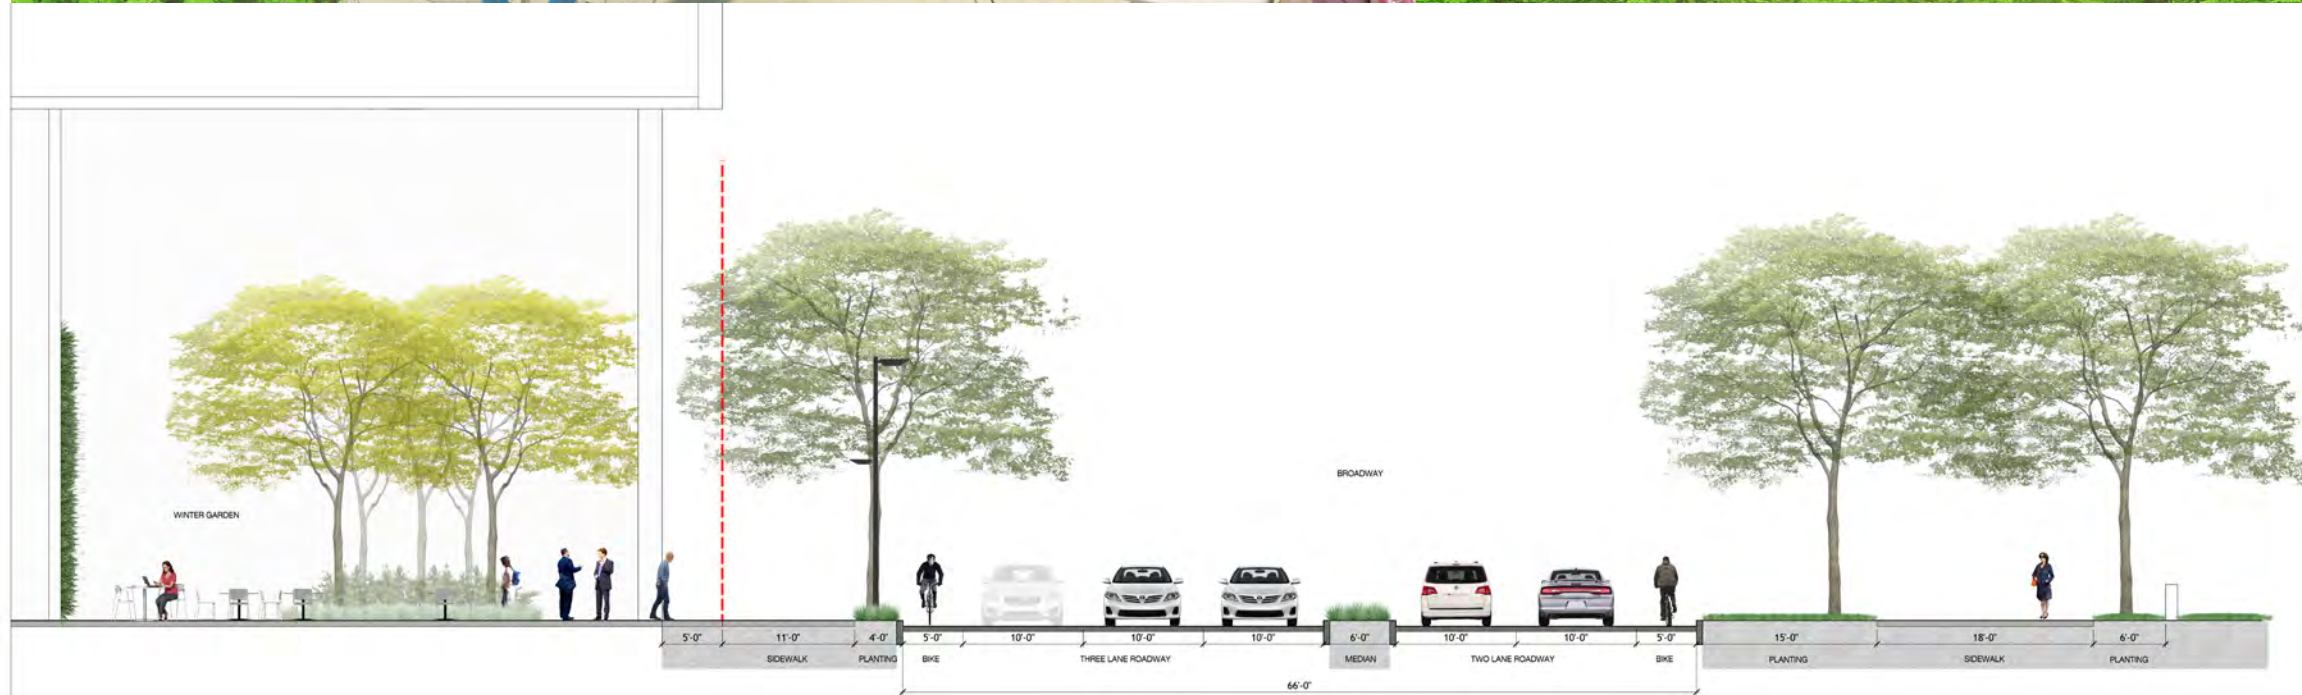 BROADWAY
WINTER GARDEN
5'-0" 11'-0" 4'-0" 5'-0" 10'-0" 10'-0" 10'-0" 6'-0" 10'-0" 10'-0" 5'-0" 15'-0" 18'-0" 6'-0"
SIDEWALK PLANTING BIKE THREE LANE ROADWAY MEDIAN TWO LANE ROADWAY BIKE PLANTING SIDEWALK PLANTING
66'-0"